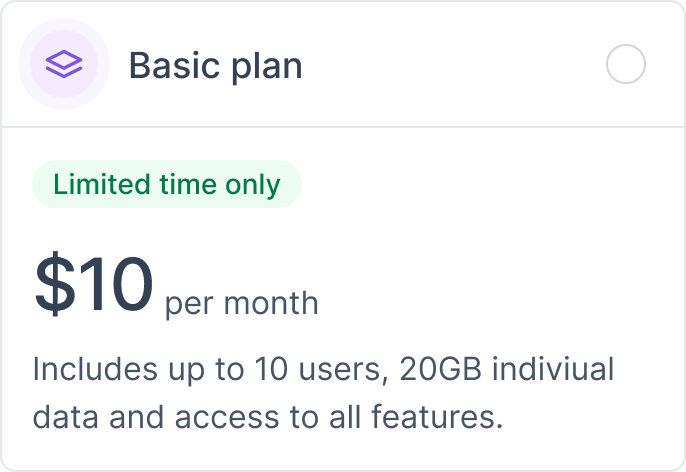 Basic plan
Limited time only
$10 per month
Includes up to 10 users, 20GB indiviual
data and access to all features.